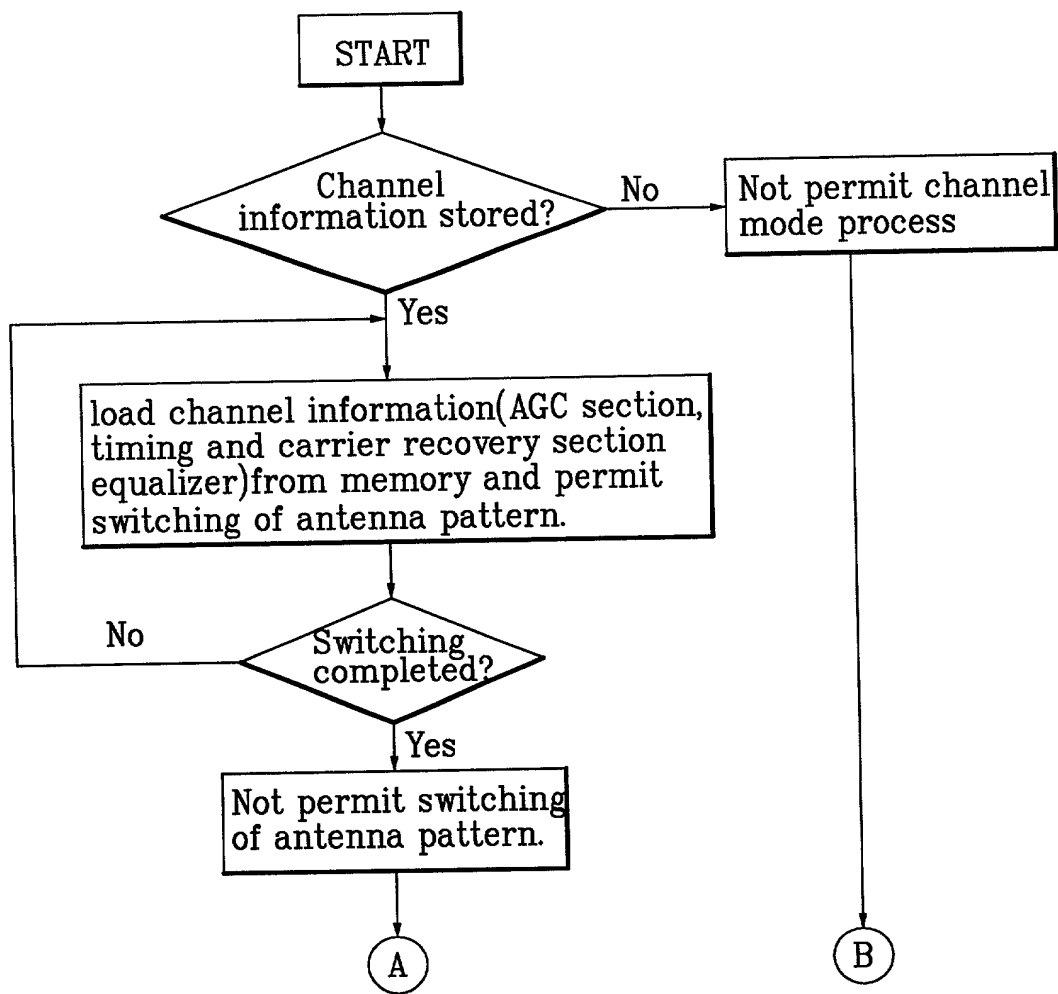 START
Channel
information stored?
No
Not permit channel
mode process
Yes
load channel information(AGC section,
timing and carrier recovery section
equalizer)from memory and permit
switching of antenna pattern.
No
Switching
completed?
Yes
Not permit switching
of antenna pattern.
A
B